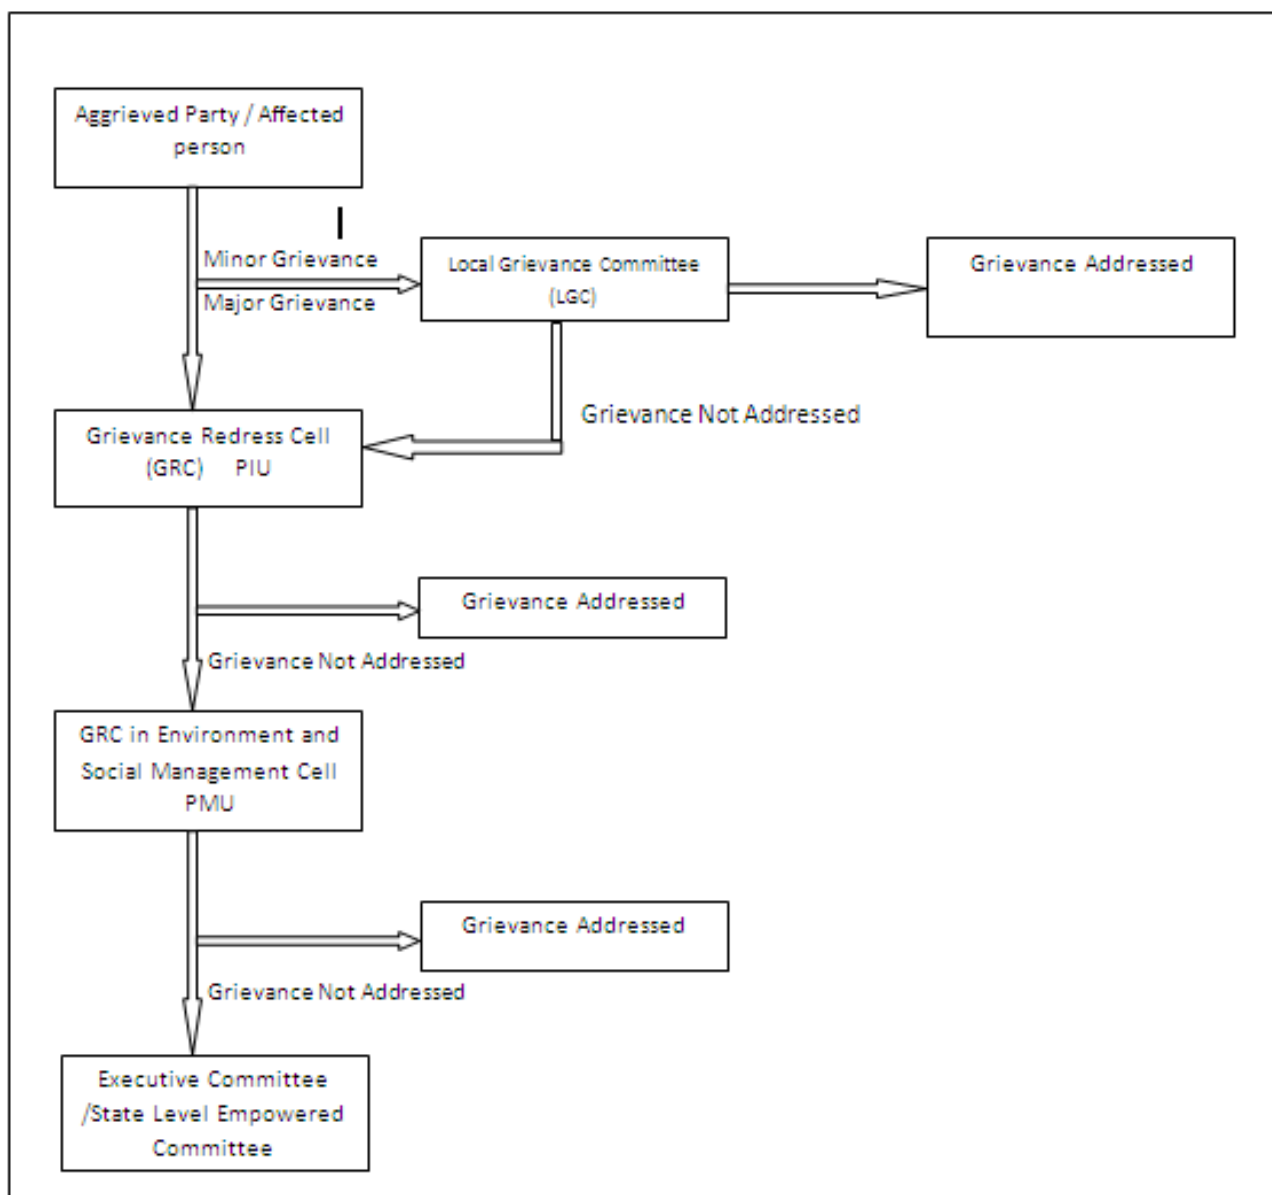 Aggrieved Party / Affected
person
Minor Grievance
Major Grievance
Local Grievance Committee
(LGC)
Grievance Addressed
Grievance Not Addressed
Grievance Redress Cell
(GRC) PIU
Grievance Addressed
Grievance Not Addressed
GRC in Environment and
Social Management Cell
PMU
Grievance Addressed
Grievance Not Addressed
Executive Committee
/State Level Empowered
Committee